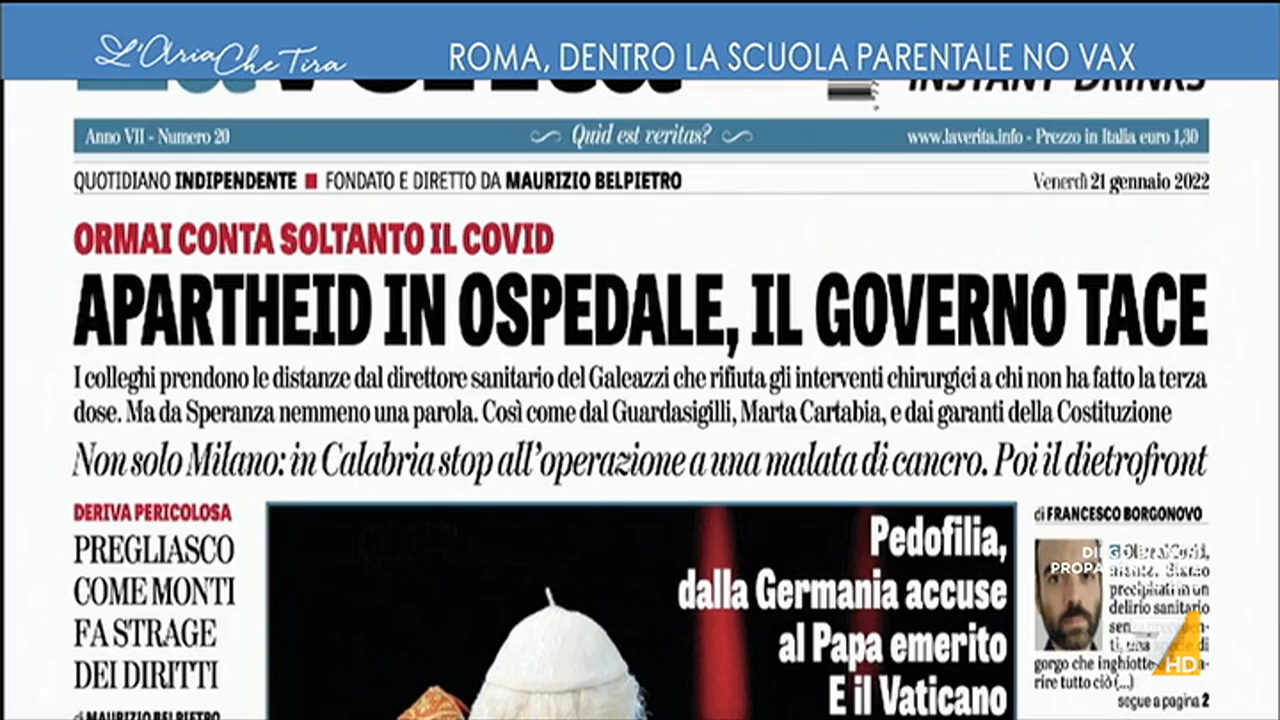 L'Aria Che Tira
ROMA, DENTRO LA SCUOLA PARENTALE NO VAX
INSTANT DRINKS
Anno VII - Numero 20
Quid est veritas?
www.laverita.info - Prezzo in Italia euro 1,30
QUOTIDIANO INDIPENDENTE ■ FONDATO E DIRETTO DA MAURIZIO BELPIETRO
Venerdì 21 gennaio 2022
ORMAI CONTA SOLTANTO IL COVID
APARTHEID IN OSPEDALE, IL GOVERNO TACE
I colleghi prendono le distanze dal direttore sanitario del Galeazzi che rifiuta gli interventi chirurgici a chi non ha fatto la terza
dose. Ma da Speranza nemmeno una parola. Così come dal Guardasigilli, Marta Cartabia, e dai garanti della Costituzione
Non solo Milano: in Calabria stop all'operazione a una malata di cancro. Poi il dietrofront
DERIVA PERICOLOSA
PREGLIASCO
COME MONTI
FA STRAGE
DEI DIRITTI
di MAURIZIO BELPIETRO
Pedofilia,
dalla Germania accuse
al Papa emerito
E il Vaticano
di FRANCESCO BORGONOVO
precipitati in un
delirio sanitario
gorgo che inghiotte
rire tutto ciò (...)
segue a pagina 2
HD